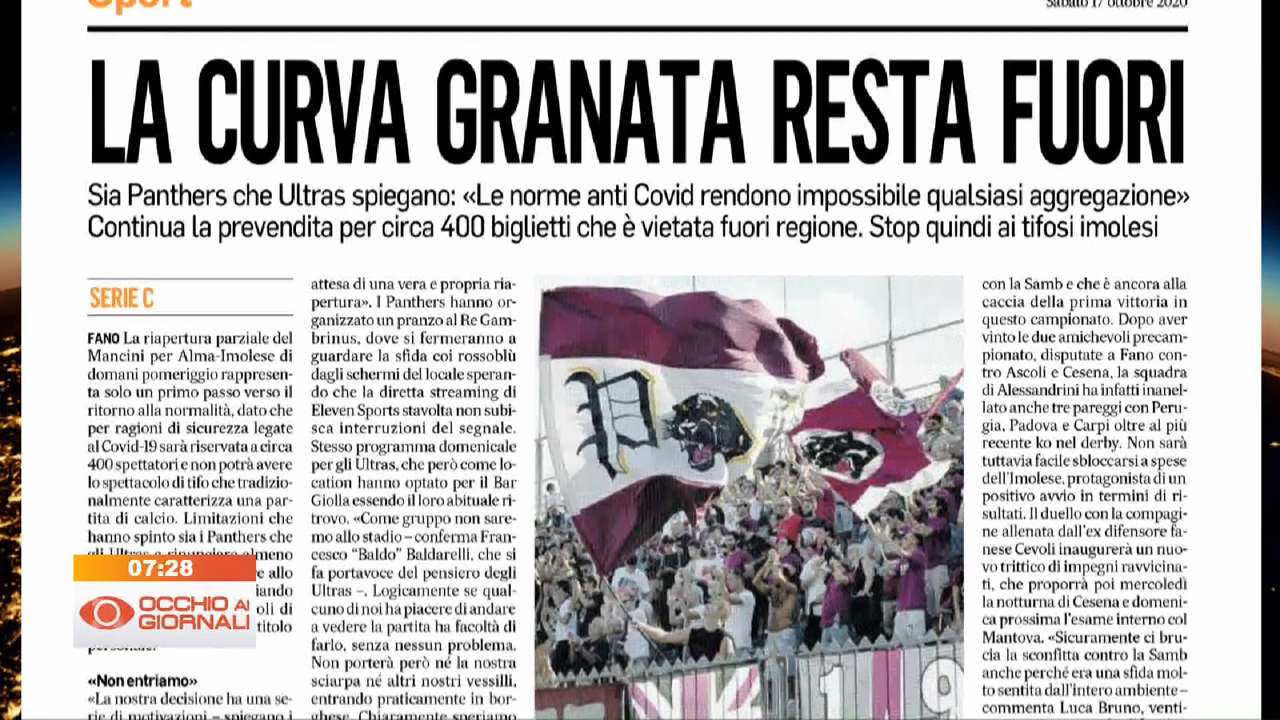 Sport
Sabato 17 ottobre 2020
LA CURVA GRANATA RESTA FUORI
Sia Panthers che Ultras spiegano: «Le norme anti Covid rendono impossibile qualsiasi aggregazione»
Continua la prevendita per circa 400 biglietti che è vietata fuori regione. Stop quindi ai tifosi imolesi
SERIE C
FANO La riapertura parziale del
Mancini per Alma-Imolese di
domani pomeriggio rappresen-
ta solo un primo passo verso il
ritorno alla normalità, dato che
per ragioni di sicurezza legate
al Covid-19 sarà riservata a circa
400 spettatori e non potrà avere
lo spettacolo di tifo che tradizio-
nalmente caratterizza una par-
tita di calcio. Limitazioni che
hanno spinto sia i Panthers che
gli Ultras a rinunciare almeno
e allo
iando
oli di
titolo
personale.
«Non entriamo»
«La nostra decisione ha una se-
rie di motivazioni – spiegano i
attesa di una vera e propria ria-
pertura». I Panthers hanno or-
ganizzato un pranzo al Re Gam-
brinus, dove si fermeranno a
guardare la sfida coi rossoblù
dagli schermi del locale speran-
do che la diretta streaming di
Eleven Sports stavolta non subi-
sca interruzioni del segnale.
Stesso programma domenicale
per gli Ultras, che però come lo-
cation hanno optato per il Bar
Giolla essendo il loro abituale ri-
trovo. «Come gruppo non sare-
mo allo stadio – conferma Fran-
cesco "Baldo" Baldarelli, che si
fa portavoce del pensiero degli
Ultras –. Logicamente se qual-
cuno di noi ha piacere di andare
a vedere la partita ha facoltà di
farlo, senza nessun problema.
Non porterà però né la nostra
sciarpa né altri nostri vessilli,
entrando praticamente in bor-
ghese. Chiaramente speriamo
P
19
con la Samb e che è ancora alla
caccia della prima vittoria in
questo campionato. Dopo aver
vinto le due amichevoli precam-
pionato, disputate a Fano con-
tro Ascoli e Cesena, la squadra
di Alessandrini ha infatti inanel-
lato anche tre pareggi con Peru-
gia, Padova e Carpi oltre al più
recente ko nel derby. Non sarà
tuttavia facile sbloccarsi a spese
dell'Imolese, protagonista di un
positivo avvio in termini di ri-
sultati. Il duello con la compagi-
ne allenata dall'ex difensore fa-
nese Cevoli inaugurerà un nuo-
vo trittico di impegni ravvicina-
ti, che proporrà poi mercoledì
la notturna di Cesena e domeni-
ca prossima l'esame interno col
Mantova. «Sicuramente ci bru-
cia la sconfitta contro la Samb
anche perché era una sfida mol-
to sentita dall'intero ambiente –
commenta Luca Bruno, venti-
07:28
OCCHIO AI
GIORNALI